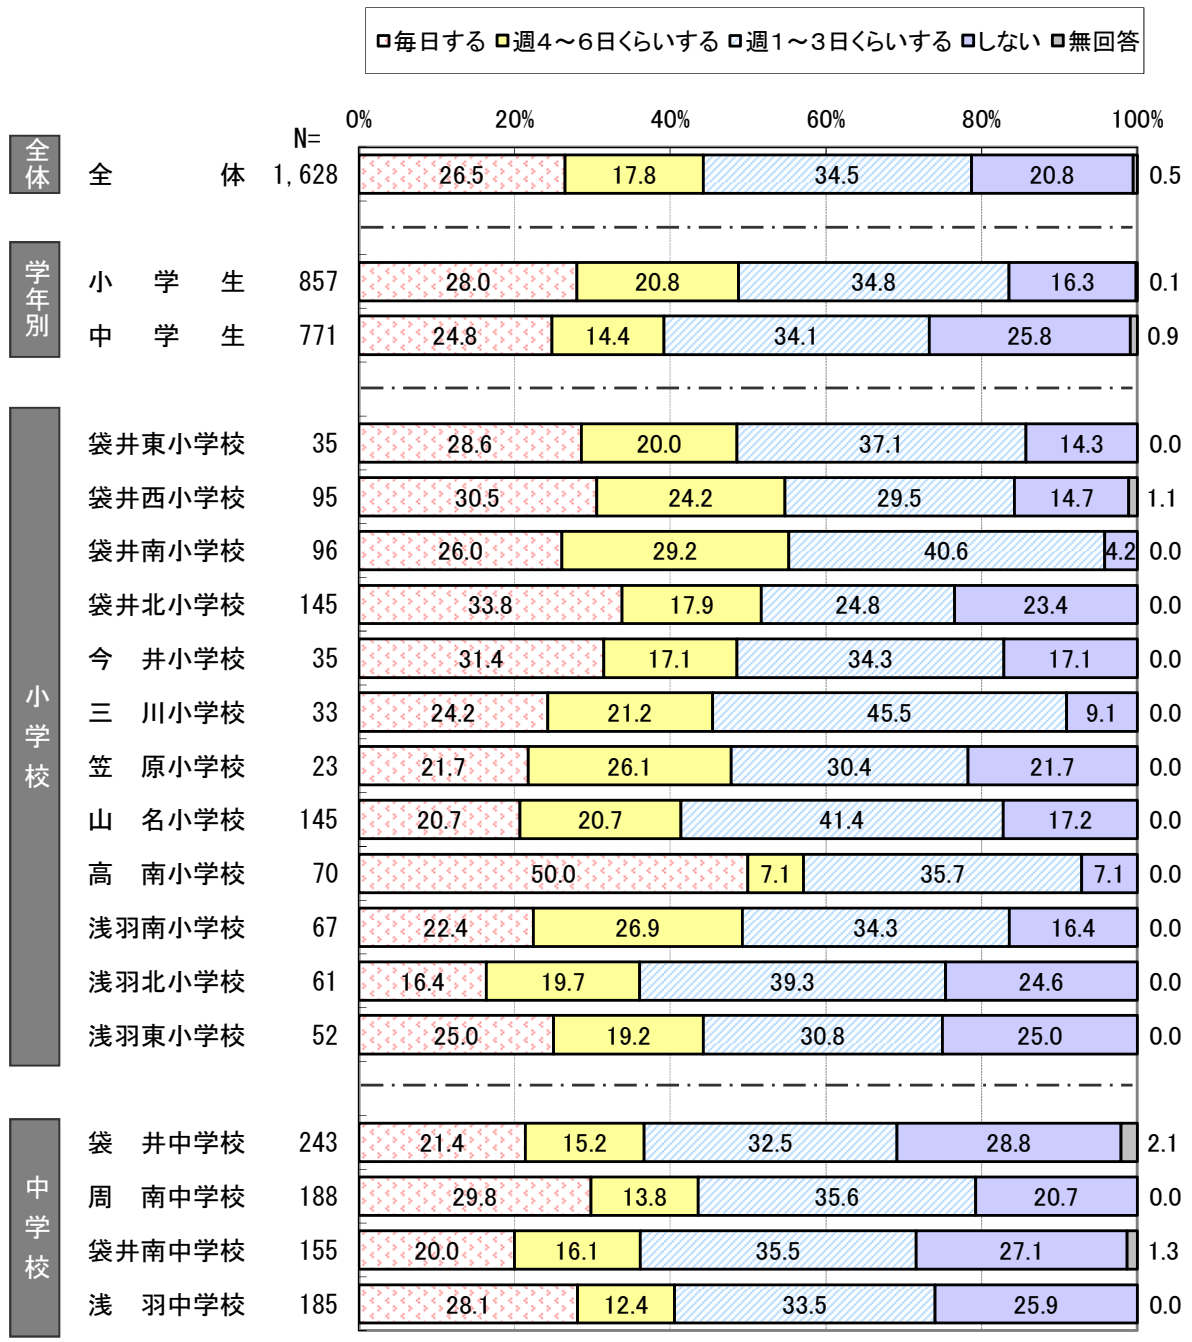 毎日する 週4～6日くらいする 週1～3日くらいする しない 無回答
N= 0% 20% 40% 60% 80% 100%
全体
全体 1,628 26.5 17.8 34.5 20.8 0.5
学年別
小学生 857 28.0 20.8 34.8 16.3 0.1
中学生 771 24.8 14.4 34.1 25.8 0.9
小学校
袋井東小学校 35 28.6 20.0 37.1 14.3 0.0
袋井西小学校 95 30.5 24.2 29.5 14.7 1.1
袋井南小学校 96 26.0 29.2 40.6 4.2 0.0
袋井北小学校 145 33.8 17.9 24.8 23.4 0.0
今井小学校 35 31.4 17.1 34.3 17.1 0.0
三川小学校 33 24.2 21.2 45.5 9.1 0.0
笠原小学校 23 21.7 26.1 30.4 21.7 0.0
山名小学校 145 20.7 20.7 41.4 17.2 0.0
高南小学校 70 50.0 7.1 35.7 7.1 0.0
浅羽南小学校 67 22.4 26.9 34.3 16.4 0.0
浅羽北小学校 61 16.4 19.7 39.3 24.6 0.0
浅羽東小学校 52 25.0 19.2 30.8 25.0 0.0
中学校
袋井中学校 243 21.4 15.2 32.5 28.8 2.1
周南中学校 188 29.8 13.8 35.6 20.7 0.0
袋井南中学校 155 20.0 16.1 35.5 27.1 1.3
浅羽中学校 185 28.1 12.4 33.5 25.9 0.0